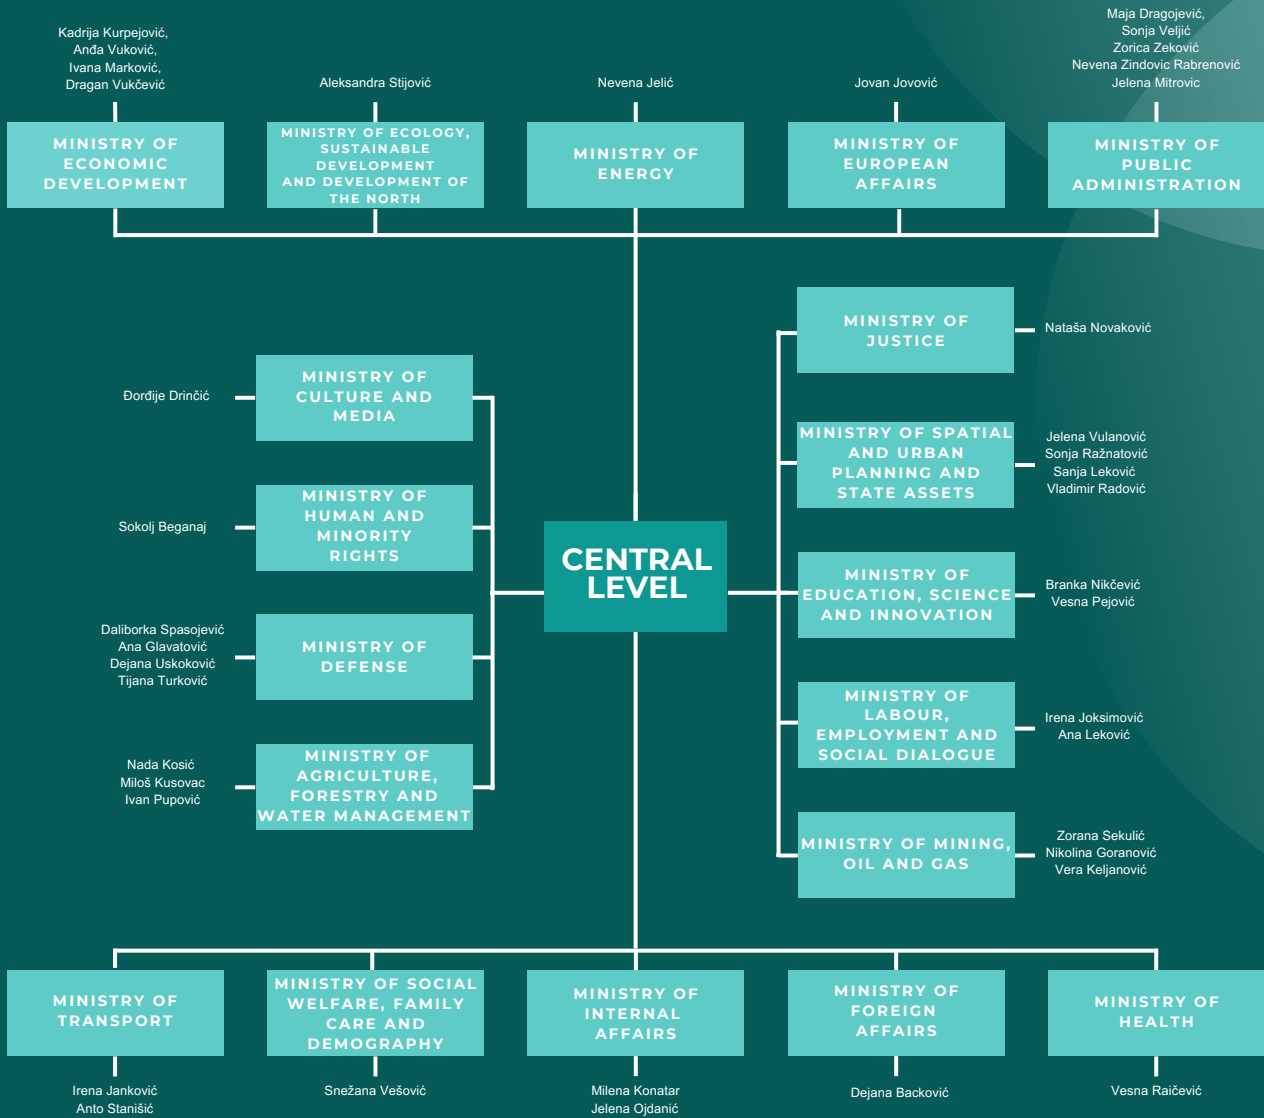 Kadrija Kurpejović,
Anđa Vuković,
Ivana Marković,
Dragan Vukčević
Aleksandra Stijović
Nevena Jelić
Jovan Jovović
Maja Dragojević,
Sonja Veljić
Zorica Zeković
Nevena Zindovic Rabrenović
Jelena Mitrovic
MINISTRY OF
ECONOMIC
DEVELOPMENT
MINISTRY OF ECOLOGY,
SUSTAINABLE
DEVELOPMENT
AND DEVELOPMENT OF
THE NORTH
MINISTRY OF
ENERGY
MINISTRY OF
EUROPEAN
AFFAIRS
MINISTRY OF
PUBLIC
ADMINISTRATION
Đorđije Drinčić
MINISTRY OF
CULTURE AND
MEDIA
Sokolj Beganaj
MINISTRY OF
HUMAN AND
MINORITY
RIGHTS
Daliborka Spasojević
Ana Glavatović
Dejana Uskoković
Tijana Turković
MINISTRY OF
DEFENSE
Nada Kosić
Miloš Kusovac
Ivan Pupović
MINISTRY OF
AGRICULTURE,
FORESTRY AND
WATER MANAGEMENT
CENTRAL
LEVEL
MINISTRY OF
JUSTICE
Nataša Novaković
MINISTRY OF SPATIAL
AND URBAN
PLANNING AND
STATE ASSETS
Jelena Vulanović
Sonja Ražnatović
Sanja Leković
Vladimir Radović
MINISTRY OF
EDUCATION, SCIENCE
AND INNOVATION
Branka Nikčević
Vesna Pejović
MINISTRY OF
LABOUR,
EMPLOYMENT AND
SOCIAL DIALOGUE
Irena Joksimović
Ana Leković
MINISTRY OF MINING,
OIL AND GAS
Zorana Sekulić
Nikolina Goranović
Vera Keljanović
MINISTRY OF
TRANSPORT
MINISTRY OF SOCIAL
WELFARE, FAMILY
CARE AND
DEMOGRAPHY
MINISTRY OF
INTERNAL
AFFAIRS
MINISTRY OF
FOREIGN
AFFAIRS
MINISTRY OF
HEALTH
Irena Janković
Anto Stanišić
Snežana Vešović
Milena Konatar
Jelena Ojdanić
Dejana Backović
Vesna Raičević